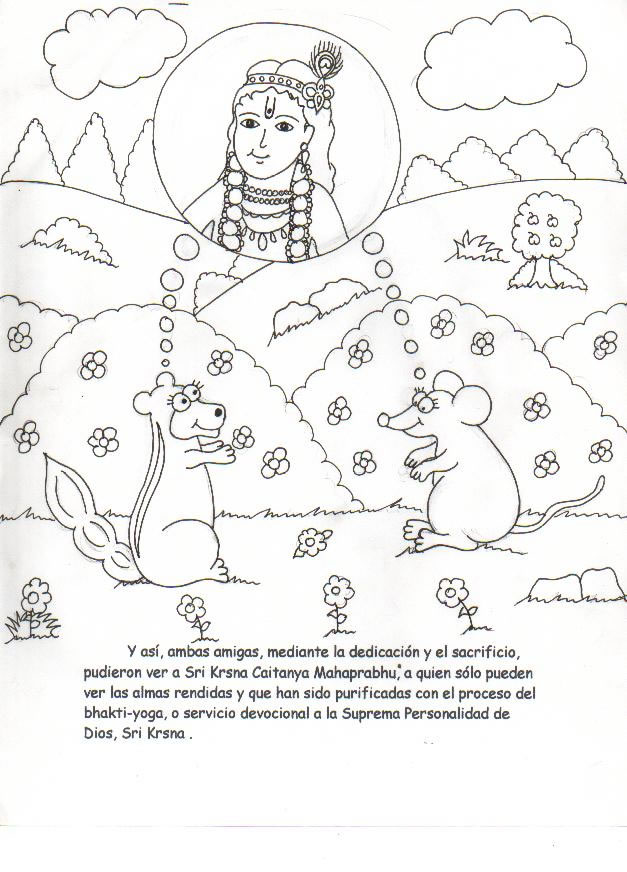 Y así, ambas amigas, mediante la dedicación y el sacrificio,
pudieron ver a Sri Krsna Caitanya Mahaprabhu,* a quien sólo pueden
ver las almas rendidas y que han sido purificadas con el proceso del
bhakti-yoga, o servicio devocional a la Suprema Personalidad de
Dios, Sri Krsna .